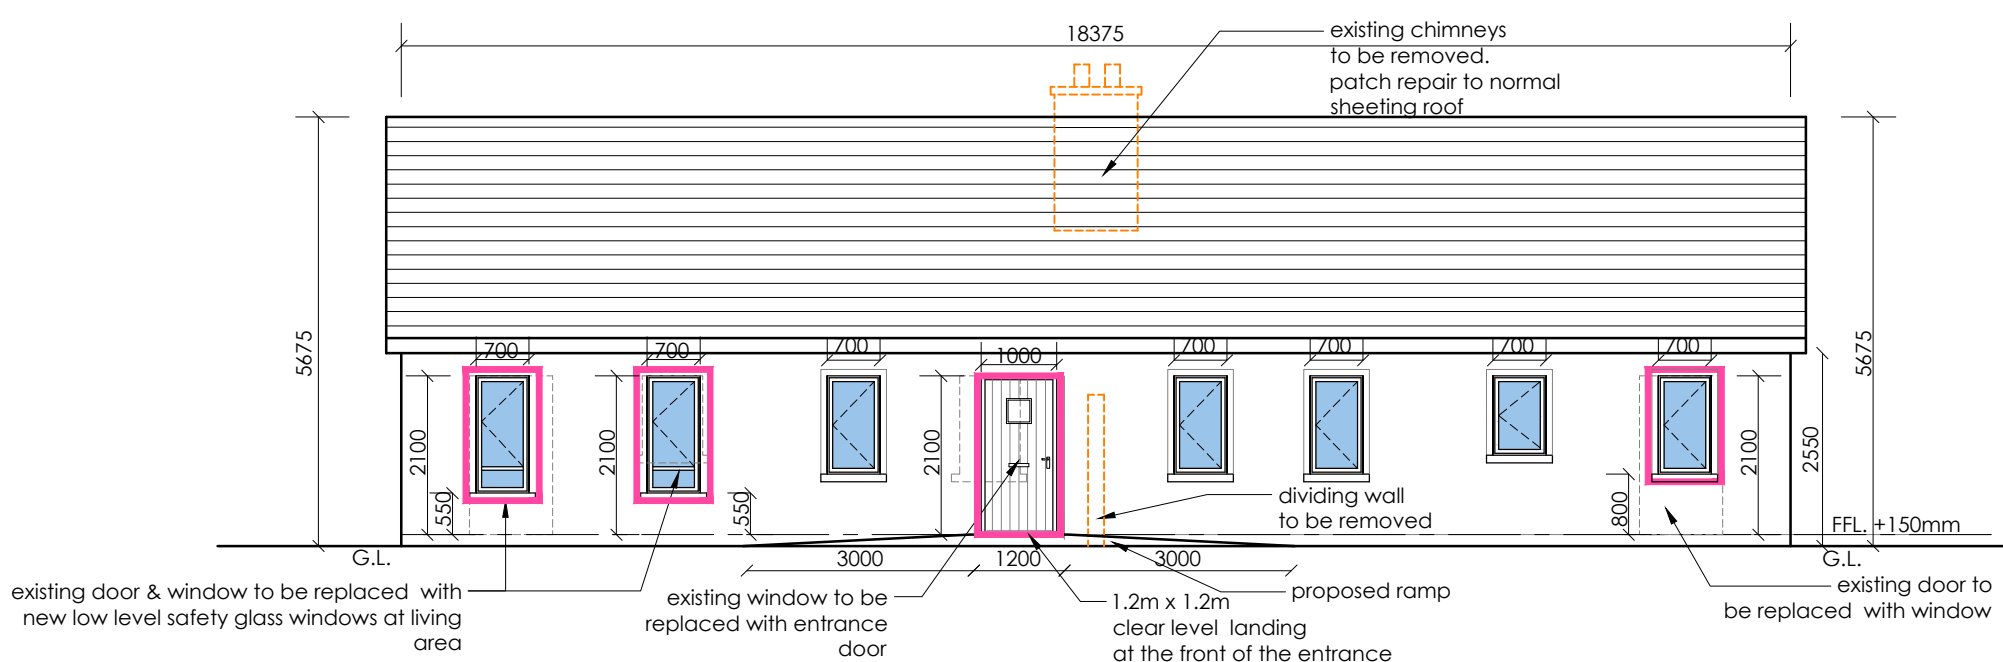 18375
existing chimneys
to be removed.
patch repair to normal
sheeting roof
5675
5675
700
700
700
1000
700
700
700
700
2100
2100
2100
2100
2550
550
550
800
dividing wall
to be removed
FFL. +150mm
G.L.
G.L.
3000
1200
3000
existing door & window to be replaced with
new low level safety glass windows at living
area
existing window to be
replaced with entrance
door
1.2m x 1.2m
clear level landing
at the front of the entrance
proposed ramp
existing door to
be replaced with window